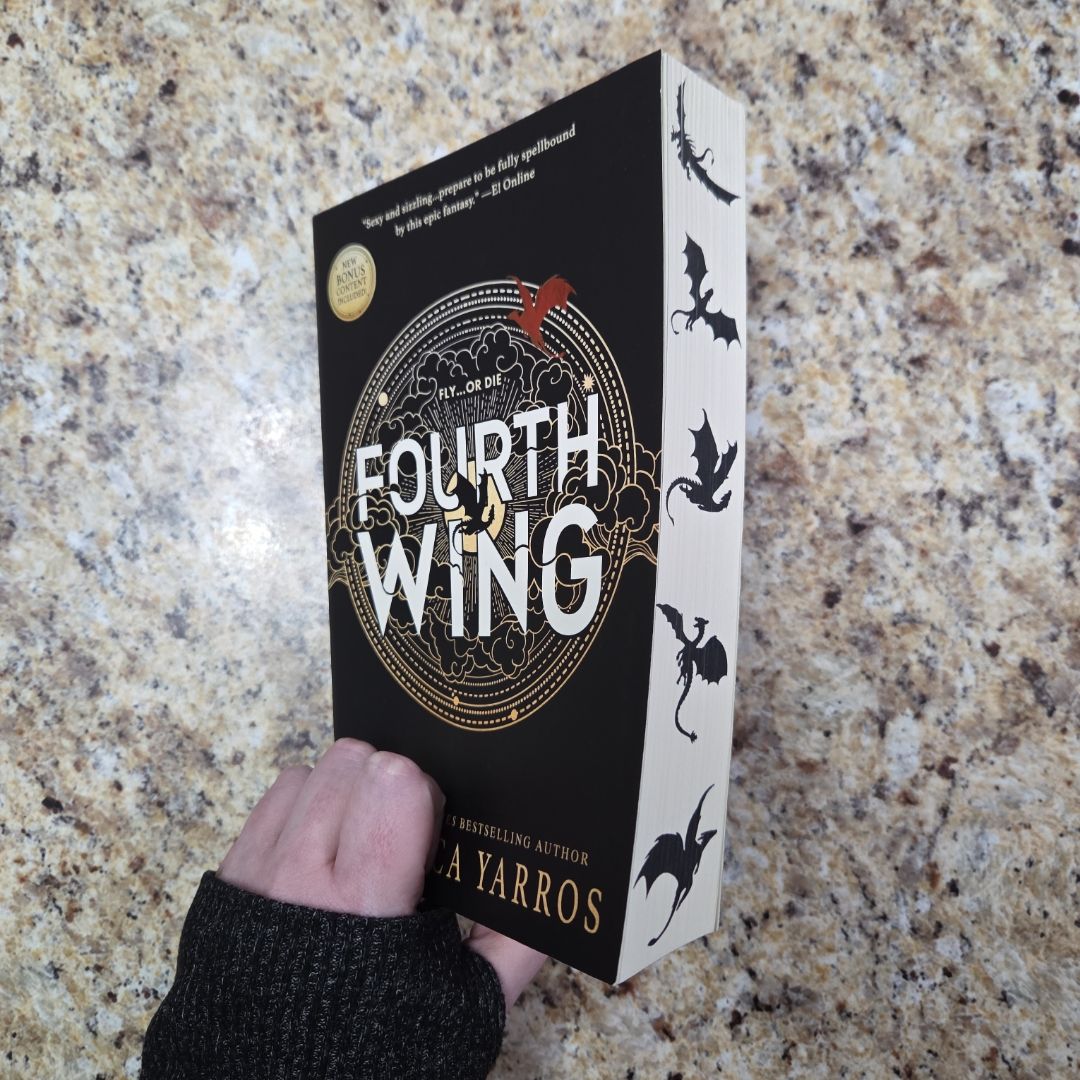 "Sexy and sizzling...prepare to be fully spellbound
by this epic fantasy." —E! Online
NEW
BONUS
CONTENT
INCLUDED
FLY...OR DIE
FOURTH
WING
BESTSELLING AUTHOR
YARROS